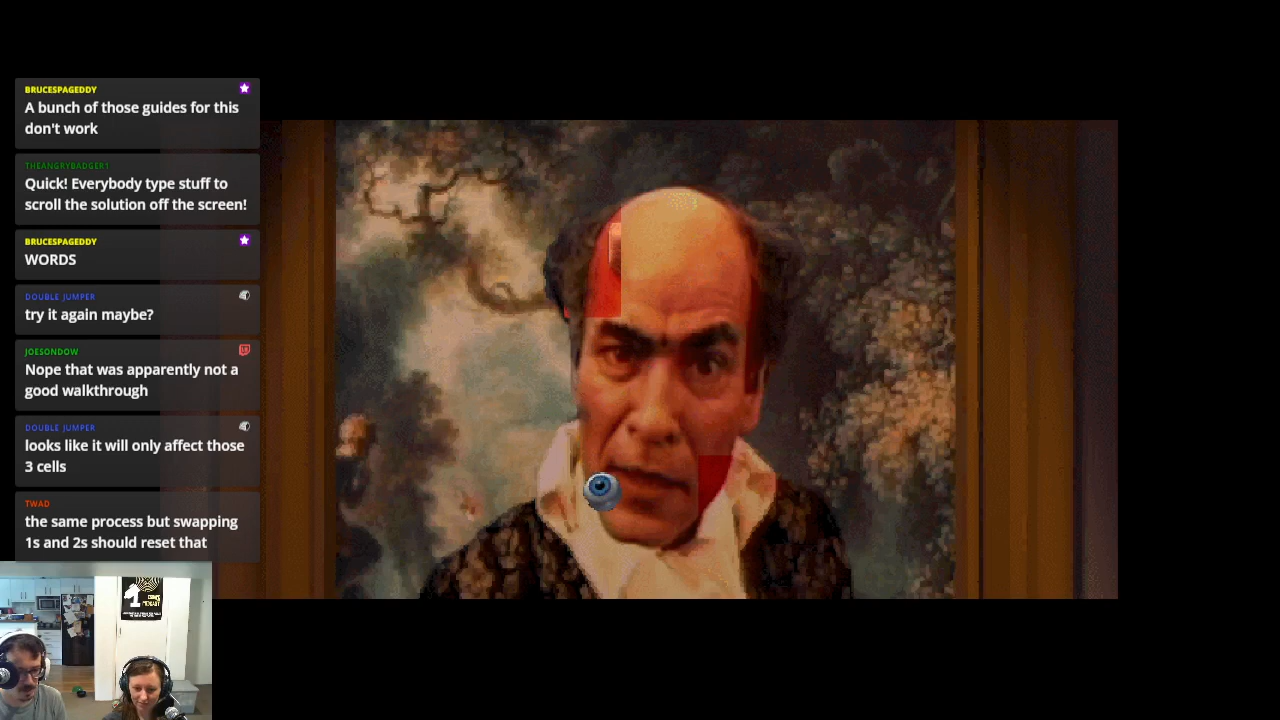 BRUCESPAGEDDY
A bunch of those guides for this
don't work
THEANGRYBADGER1
Quick! Everybody type stuff to
scroll the solution off the screen!
BRUCESPAGEDDY
WORDS
DOUBLE JUMPER
try it again maybe?
JOESONDOW
Nope that was apparently not a
good walkthrough
DOUBLE JUMPER
looks like it will only affect those
3 cells
TWAD
the same process but swapping
1s and 2s should reset that